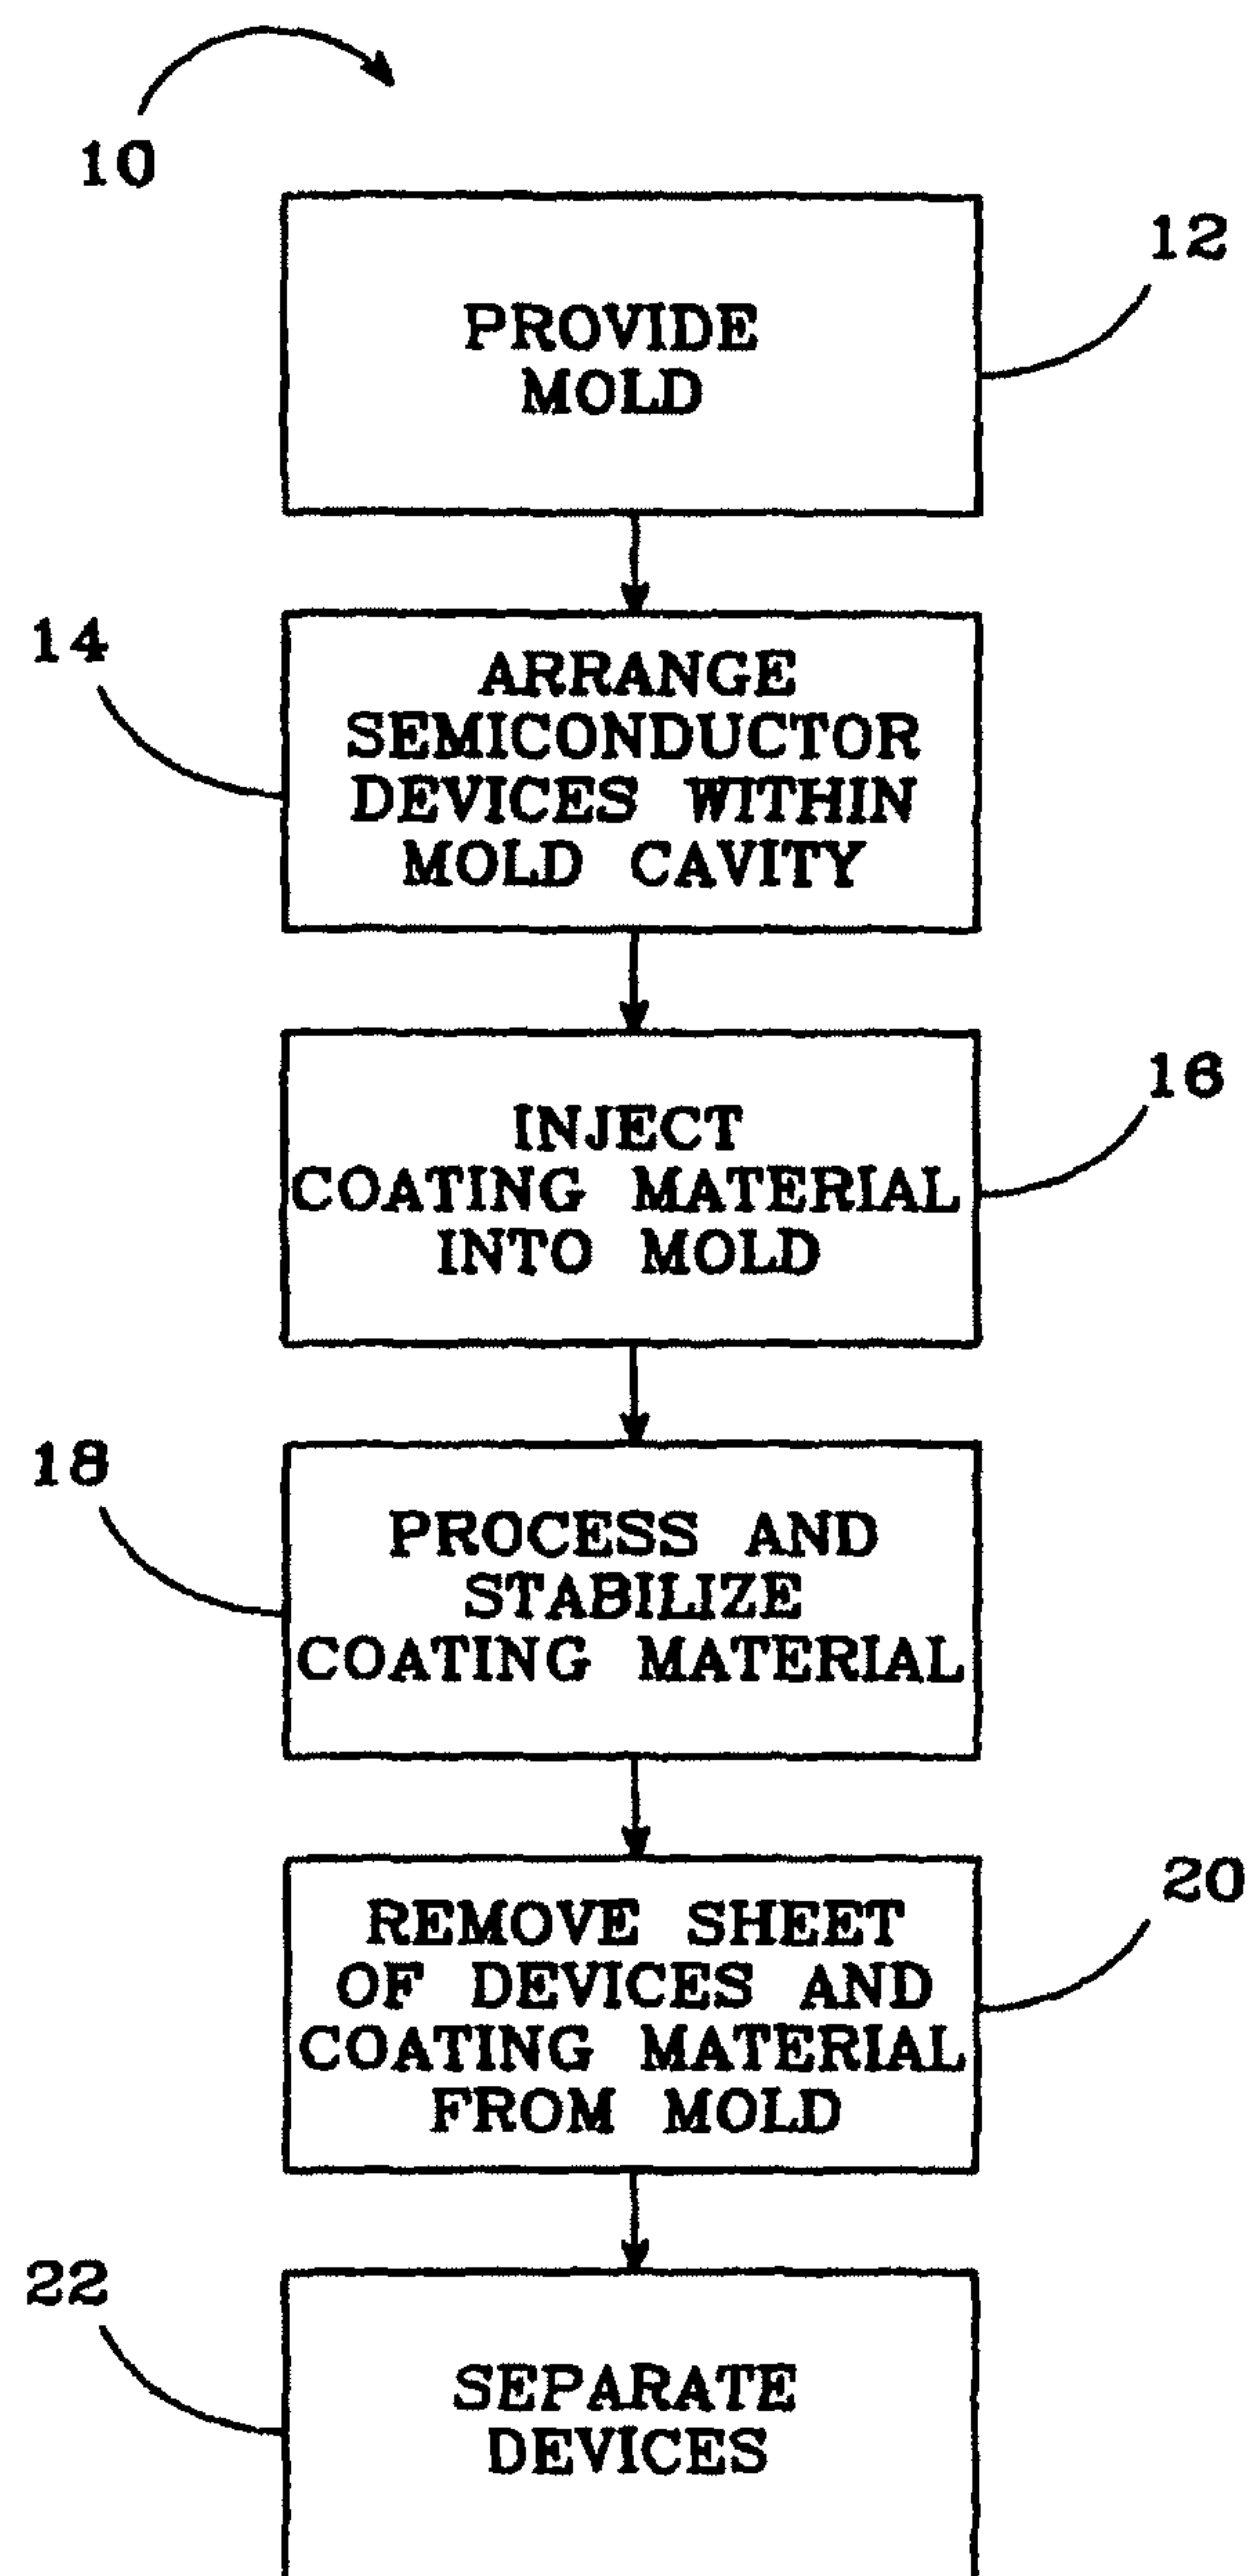 10
12
PROVIDE
MOLD
14
ARRANGE
SEMICONDUCTOR
DEVICES WITHIN
MOLD CAVITY
16
INJECT
COATING MATERIAL
INTO MOLD
18
PROCESS AND
STABILIZE
COATING MATERIAL
20
REMOVE SHEET
OF DEVICES AND
COATING MATERIAL
FROM MOLD
22
SEPARATE
DEVICES